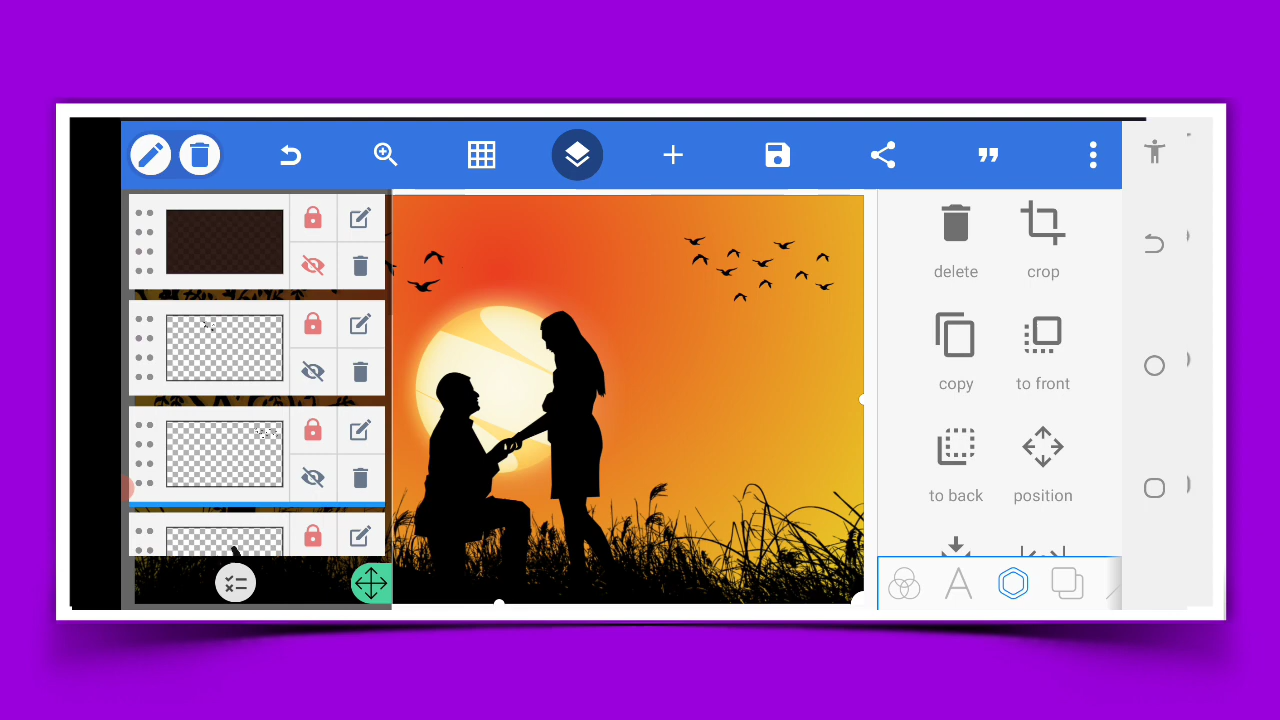 delete
crop
copy
to front
to back
position